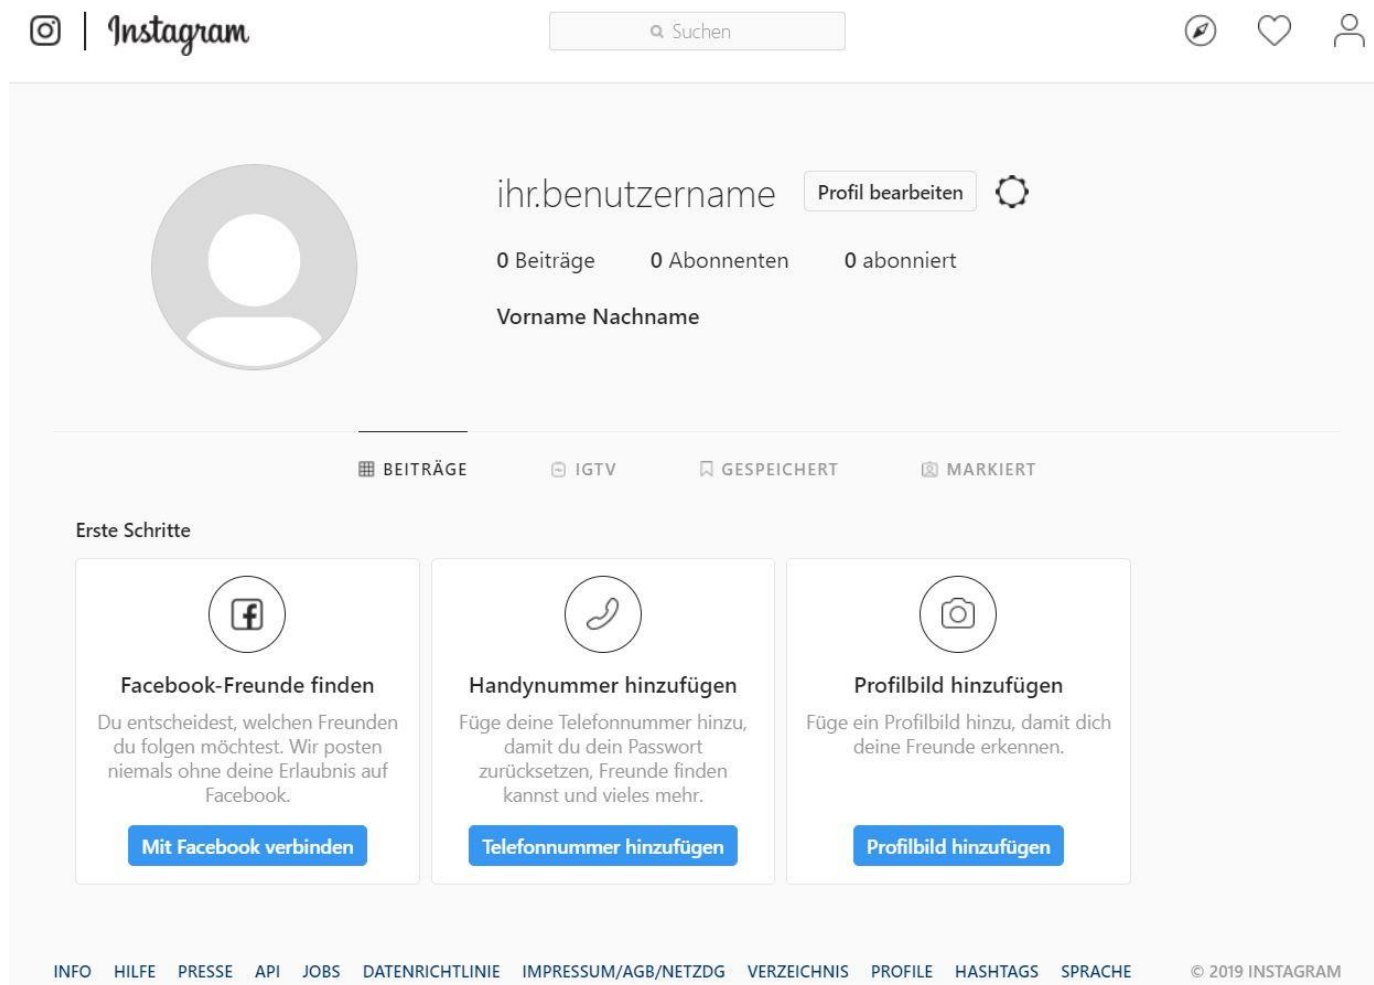 Instagram
Suchen
ihr.benutzername Profil bearbeiten
0 Beiträge 0 Abonnenten 0 abonniert
Vorname Nachname
BEITRÄGE IGTV GESPEICHERT MARKIERT
Erste Schritte
Facebook-Freunde finden
Du entscheidest, welchen Freunden
du folgen möchtest. Wir posten
niemals ohne deine Erlaubnis auf
Facebook.
Mit Facebook verbinden
Handynummer hinzufügen
Füge deine Telefonnummer hinzu,
damit du dein Passwort
zurücksetzen, Freunde finden
kannst und vieles mehr.
Telefonnummer hinzufügen
Profilbild hinzufügen
Füge ein Profilbild hinzu, damit dich
deine Freunde erkennen.
Profilbild hinzufügen
INFO HILFE PRESSE API JOBS DATENRICHTLINIE IMPRESSUM/AGB/NETZDG VERZEICHNIS PROFILE HASHTAGS SPRACHE © 2019 INSTAGRAM